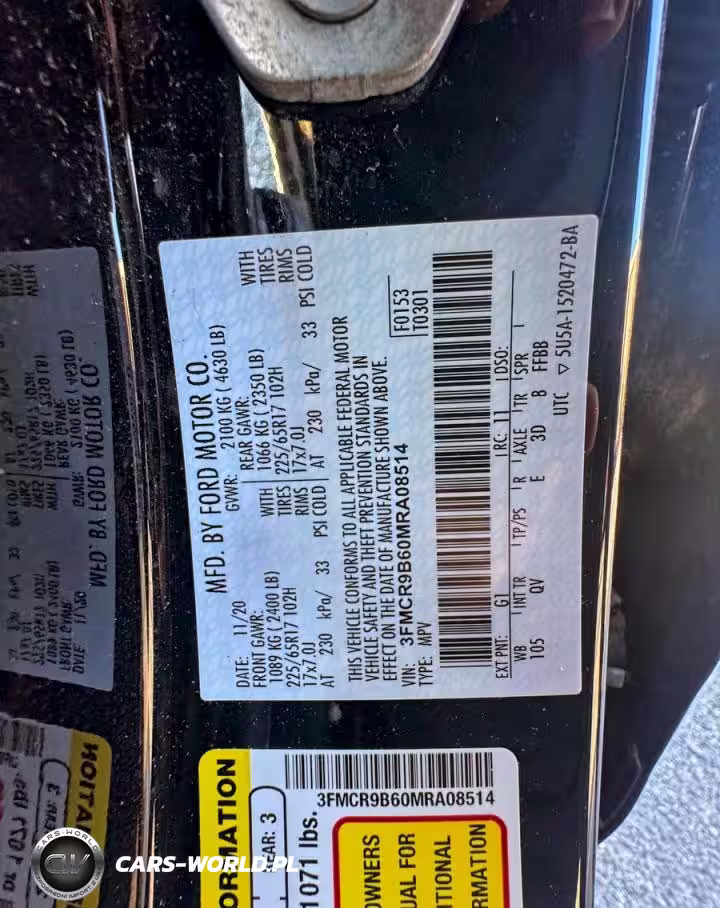 MFD. BY FORD MOTOR CO.
DATE: 11/20 GVWR: 2100 KG ( 4630 LB)
FRONT GAWR: REAR GAWR:
1089 KG ( 2400 LB) WITH 1066 KG ( 2350 LB) WITH
225/65R17 102H TIRES 225/65R17 102H TIRES
17x7.0J RIMS 17x7.0J RIMS
AT 230 kPa/ 33 PSI COLD AT 230 kPa/ 33 PSI COLD
THIS VEHICLE CONFORMS TO ALL APPLICABLE FEDERAL MOTOR
VEHICLE SAFETY AND THEFT PREVENTION STANDARDS IN
EFFECT ON THE DATE OF MANUFACTURE SHOWN ABOVE.
VIN: 3FMCR9B60MRA08514
TYPE: MPV
F0153
T0301
EXT PNT: G1 RC: 11 DSO:
WB INT TR TP/PS R AXLE TR SPR
105 QV E 3D 8 FFBB
UTC ▽ 5U5A-1520472-BA
ORMATION
EAR: 3
1071 lbs.
3FMCR9B60MRA08514
OWNERS
UAL FOR
ITIONAL
RMATION
CARS-WORLD.PL
CARS-WORLD
CW